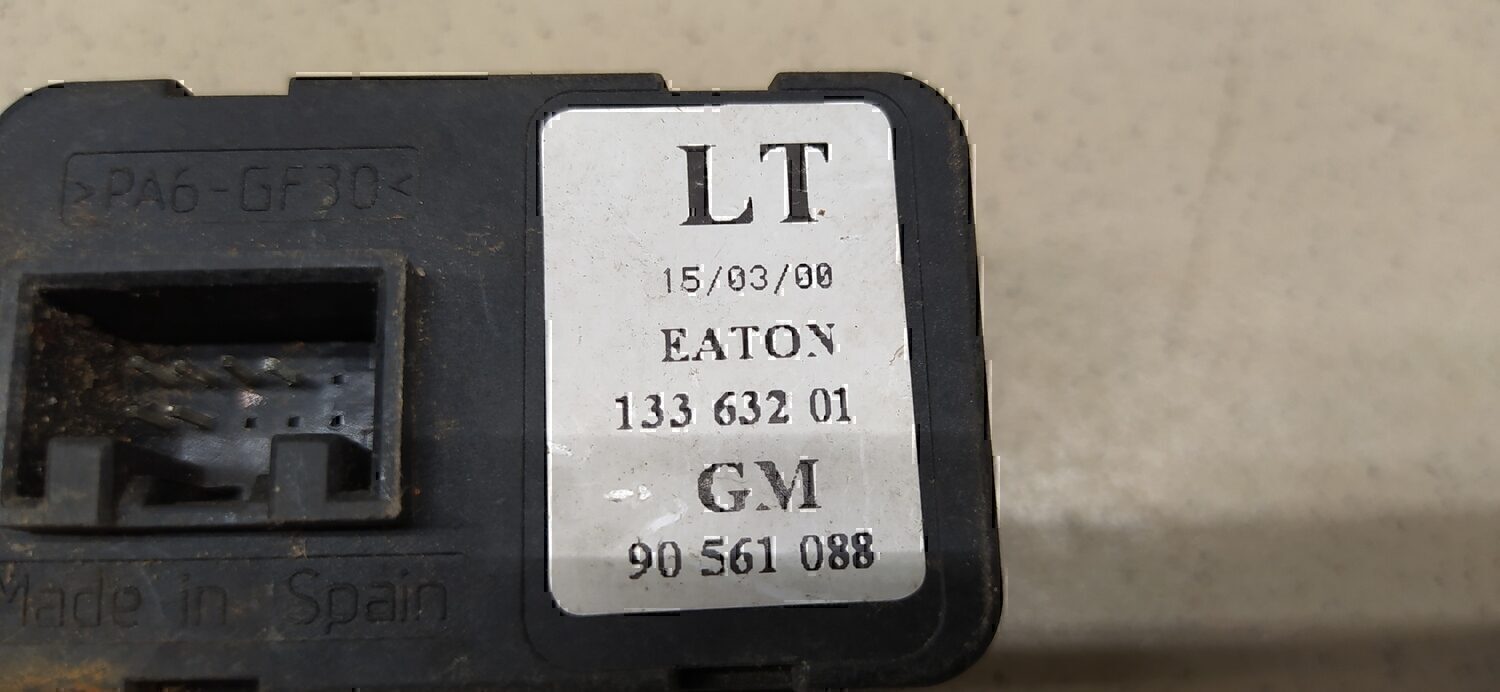 >PA6-GF30<
LT
15/03/00
EATON
133 632 01
GM
90 561 088
Made in Spain